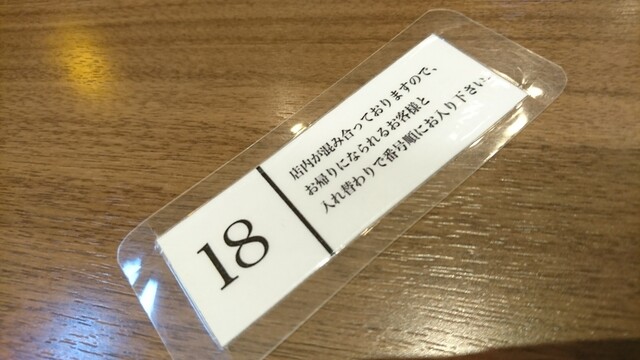 18
店内が混み合っておりますので、
お帰りになられるお客様と
入れ替わりで番号順にお入り下さい。